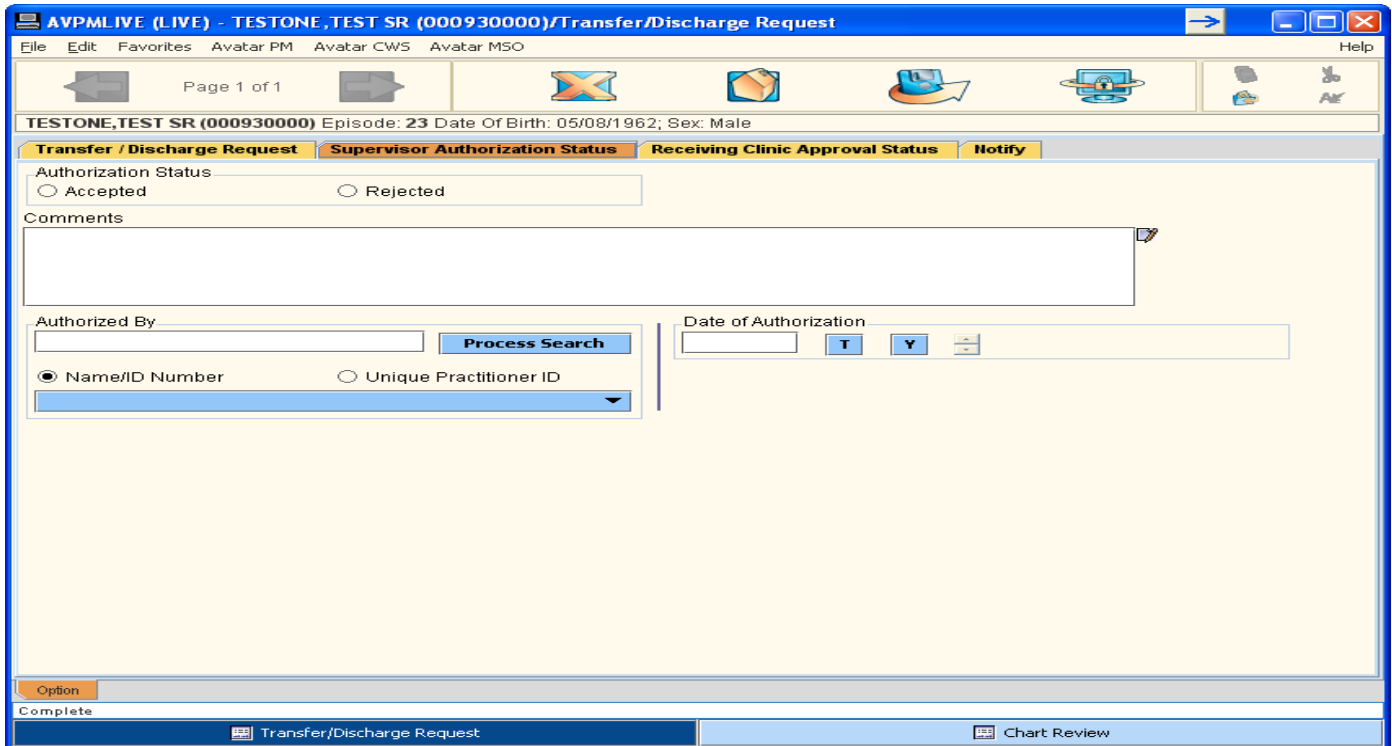 AVPMLIVE (LIVE) - TESTONE,TEST SR (000930000)/Transfer/Discharge Request
File Edit Favorites Avatar PM Avatar CWS Avatar MSO Help
Page 1 of 1
TESTONE,TEST SR (000930000) Episode: 23 Date Of Birth: 05/08/1962; Sex: Male
Transfer / Discharge Request Supervisor Authorization Status Receiving Clinic Approval Status Notify
Authorization Status
Accepted Rejected
Comments
Authorized By Date of Authorization
Process Search T Y
Name/ID Number Unique Practitioner ID
Option
Complete
Transfer/Discharge Request Chart Review